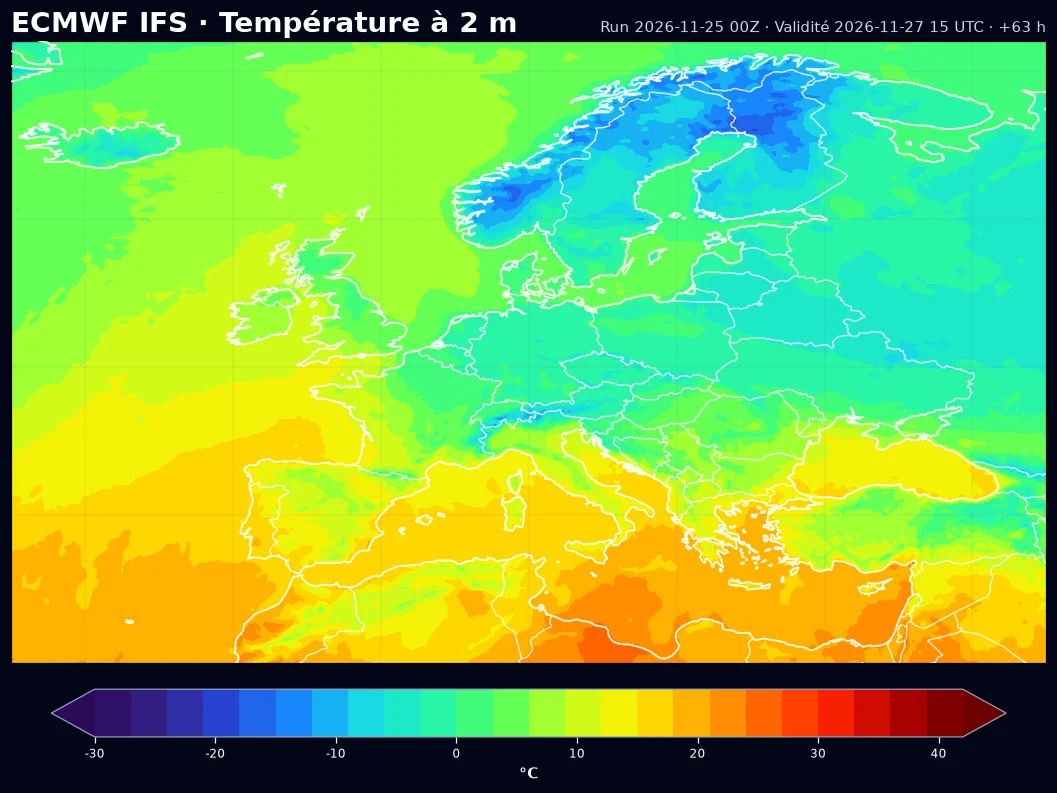 ECMWF IFS · Température à 2 m
Run 2026-11-25 00Z · Validité 2026-11-27 15 UTC · +63 h
-30 -20 -10 0 10 20 30 40
°C